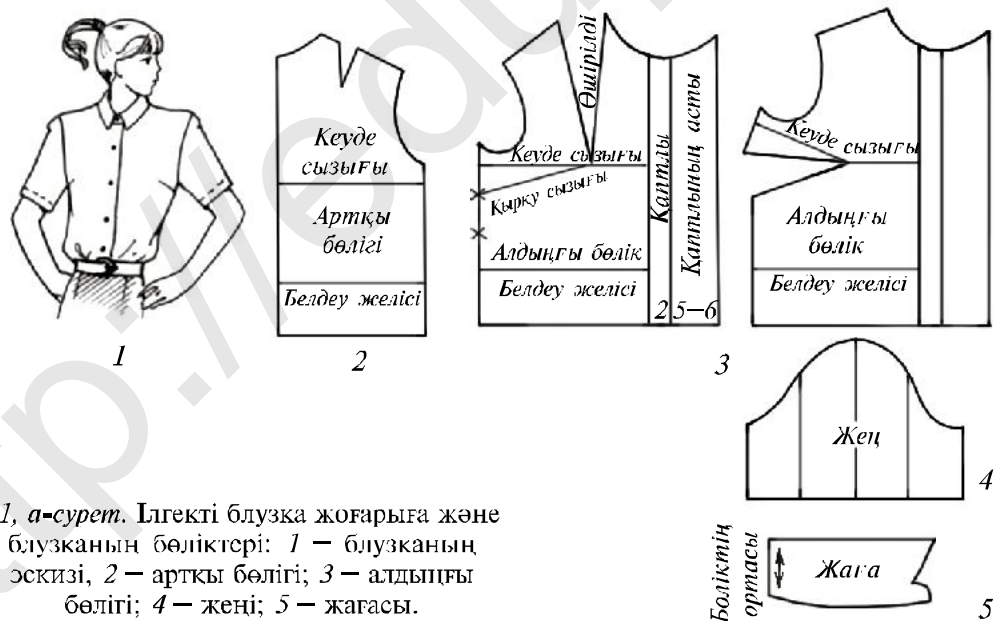 Кеуде
сызығы
Артқы
бөлігі
Белдеу желісі
Өшірілді
Кеуде сызығы
Қырқу сызығы
Қаптлы
Қаптлының асты
Алдыңғы бөлік
Белдеу желісі
2 5—6
Кеуде сызығы
Алдыңғы
бөлік
Белдеу желісі
1
2
3
Жең
4
1, а-сурет. Ілгекті блузка жоғарыға және
блузканың бөліктері: 1 — блузканың
эскизі, 2 — артқы бөлігі; 3 — алдыңғы
бөлігі; 4 — жеңі; 5 — жағасы.
Бөліктің
ортасы
Жаға
5